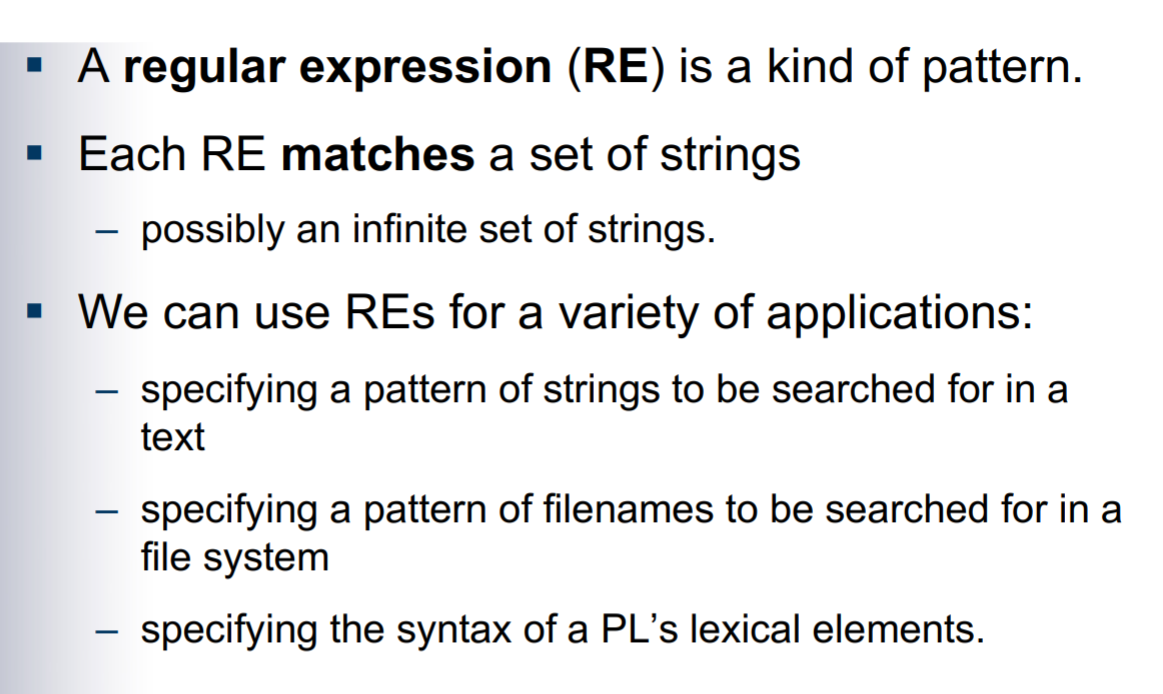 ▪ A regular expression (RE) is a kind of pattern.
▪ Each RE matches a set of strings
– possibly an infinite set of strings.
▪ We can use REs for a variety of applications:
– specifying a pattern of strings to be searched for in a
text
– specifying a pattern of filenames to be searched for in a
file system
– specifying the syntax of a PL’s lexical elements.